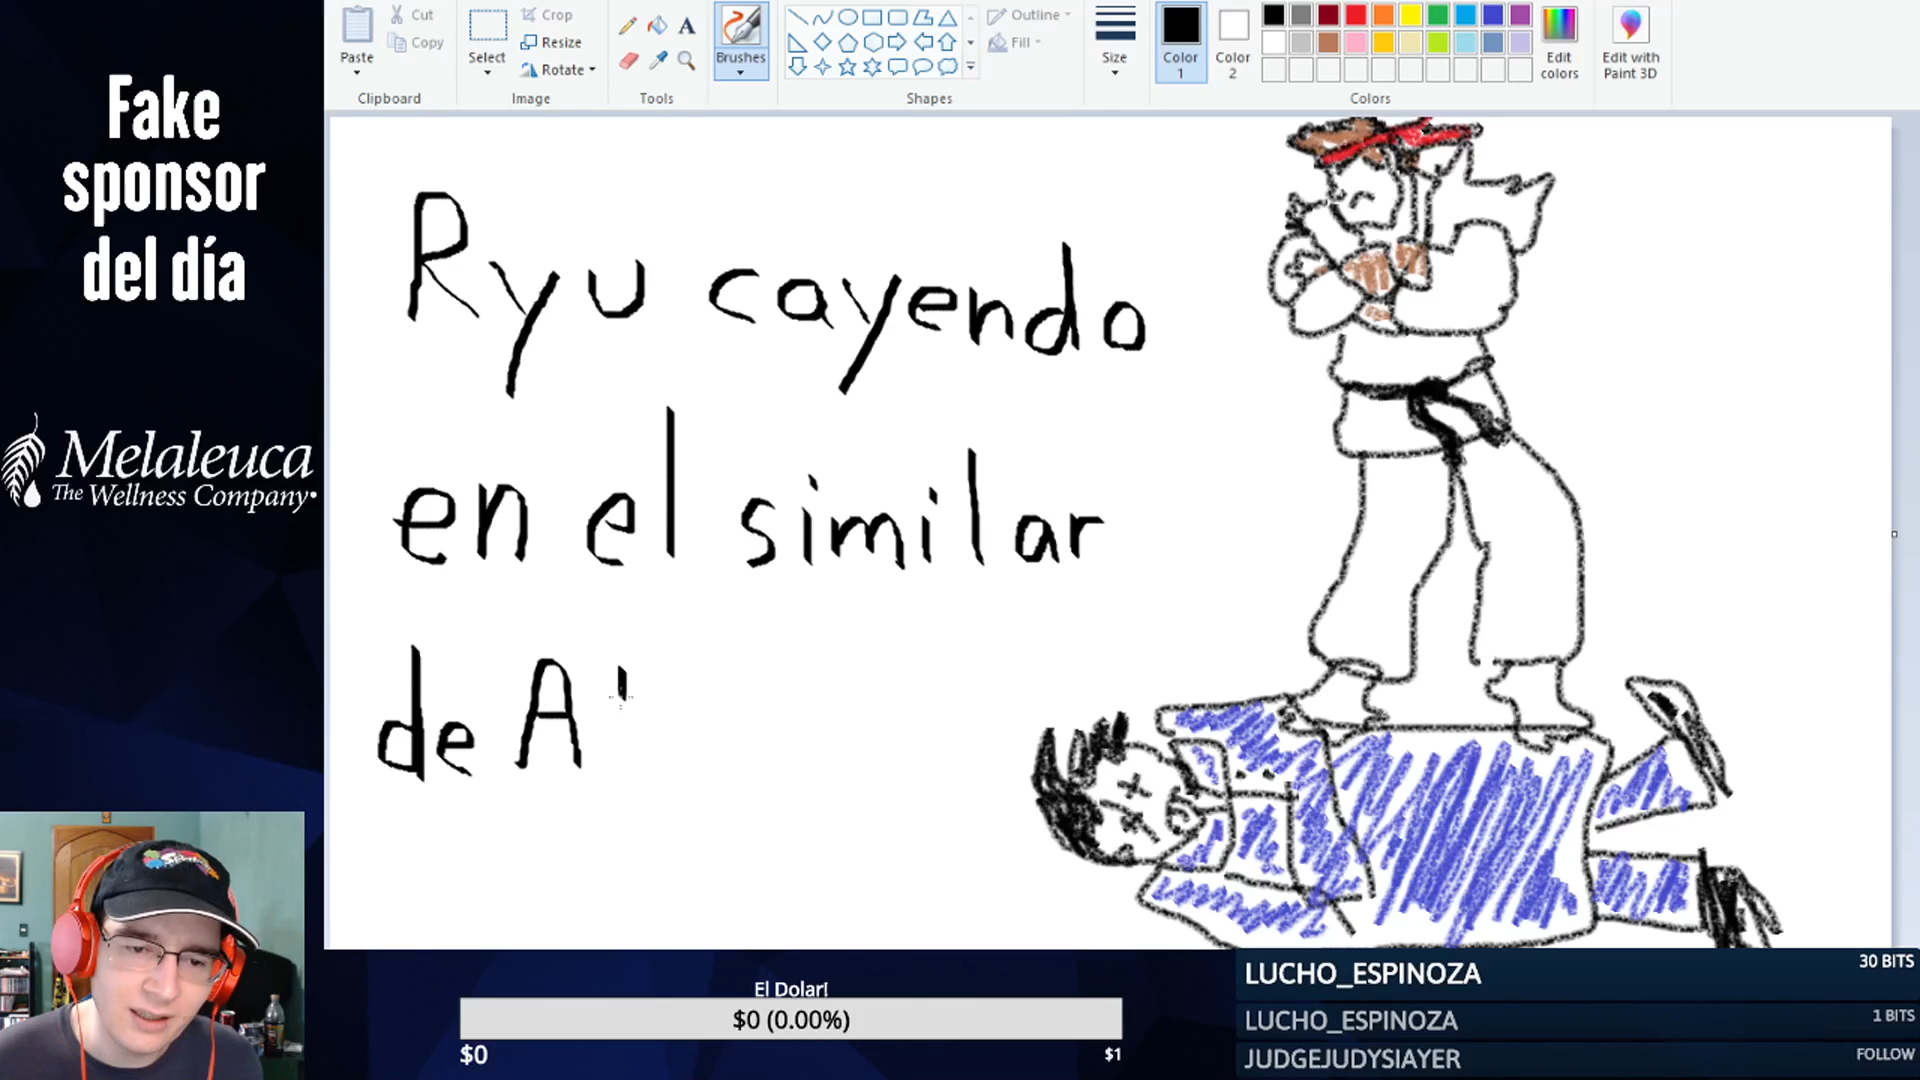 Fake
sponsor
del día
Melaleuca
The Wellness Company
Paste
Cut
Copy
Clipboard
Select
Crop
Resize
Rotate
Image
Tools
Brushes
Shapes
Outline
Fill
Size
Color
1
Color
2
Edit
colors
Colors
Edit with
Paint 3D
Ryu cayendo
en el similar
de A
El Dolar!
$0 (0.00%)
$0
$1
LUCHO_ESPINOZA
30 BITS
LUCHO_ESPINOZA
1 BITS
JUDGEJUDYSIAYER
FOLLOW